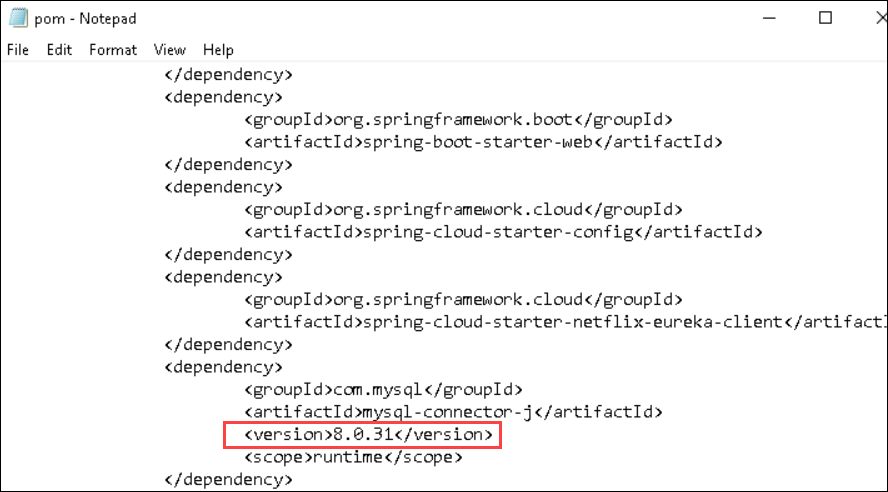 pom - Notepad
File Edit Format View Help
</dependency>
<dependency>
<groupId>org.springframework.boot</groupId>
<artifactId>spring-boot-starter-web</artifactId>
</dependency>
<dependency>
<groupId>org.springframework.cloud</groupId>
<artifactId>spring-cloud-starter-config</artifactId>
</dependency>
<dependency>
<groupId>org.springframework.cloud</groupId>
<artifactId>spring-cloud-starter-netflix-eureka-client</artifactI
</dependency>
<dependency>
<groupId>com.mysql</groupId>
<artifactId>mysql-connector-j</artifactId>
<version>8.0.31</version>
<scope>runtime</scope>
</dependency>